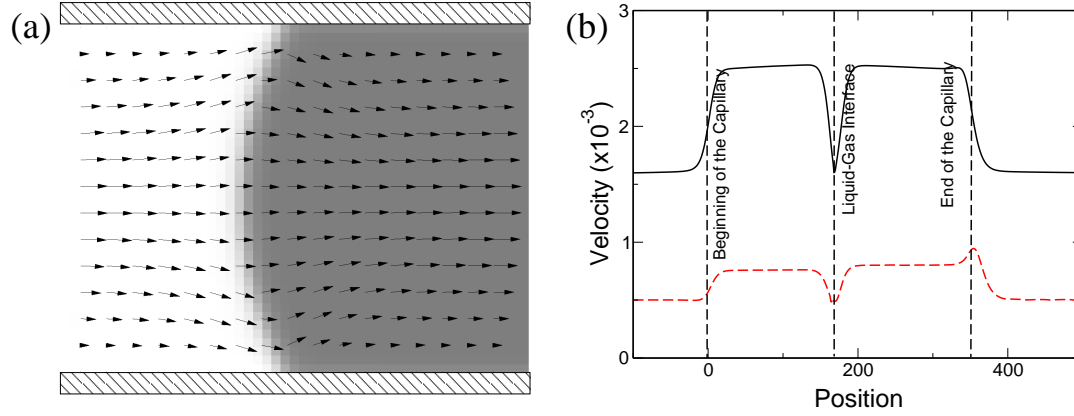 (a)
(b)
3
2
1
0
Velocity (x10⁻³)
Beginning of the Capillary
Liquid-Gas Interface
End of the Capillary
0
200
400
Position